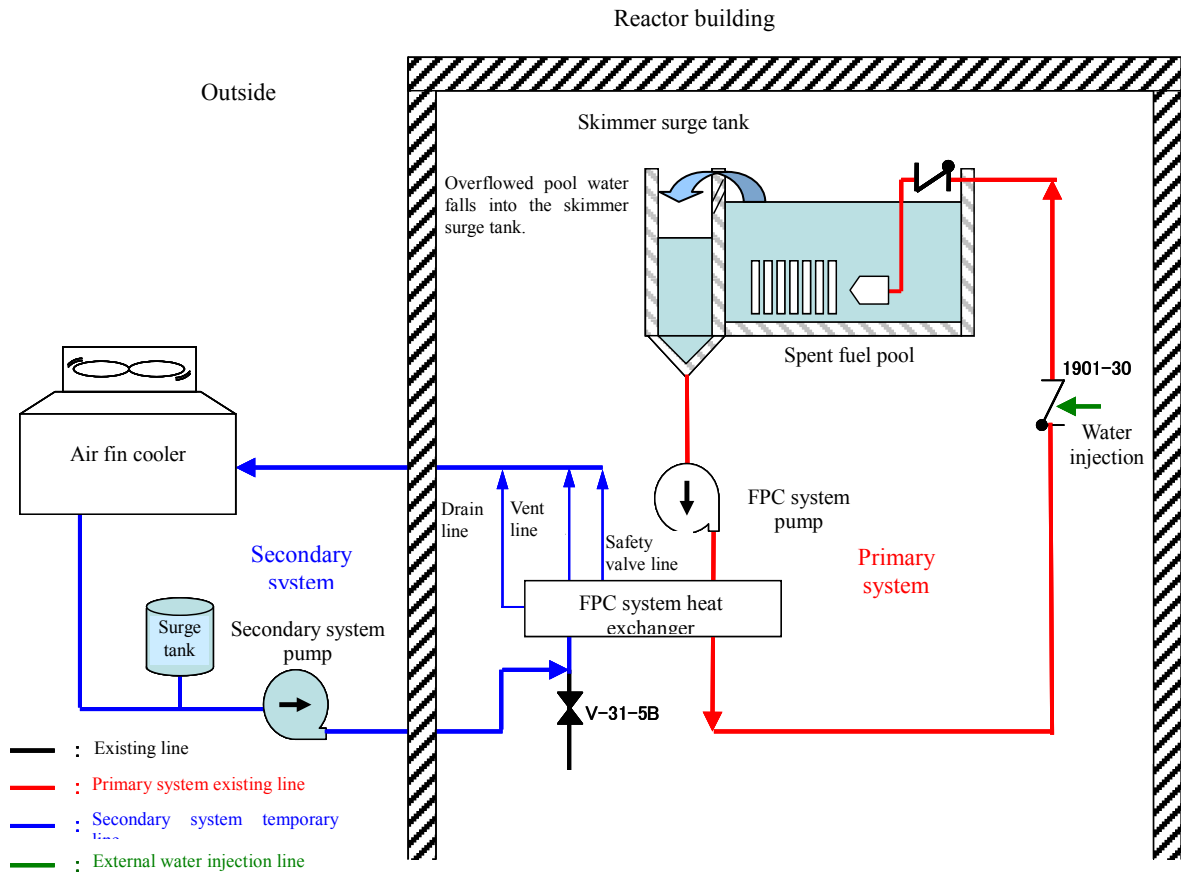 Reactor building
Outside
Skimmer surge tank
Overflowed pool water
falls into the skimmer
surge tank.
Spent fuel pool
1901-30
Water
injection
Air fin cooler
Drain
line
Vent
line
Safety
valve line
FPC system
pump
Secondary
system
Primary
system
FPC system heat
exchanger
Surge
tank
Secondary system
pump
V-31-5B
: Existing line
: Primary system existing line
: Secondary system temporary
line
: External water injection line